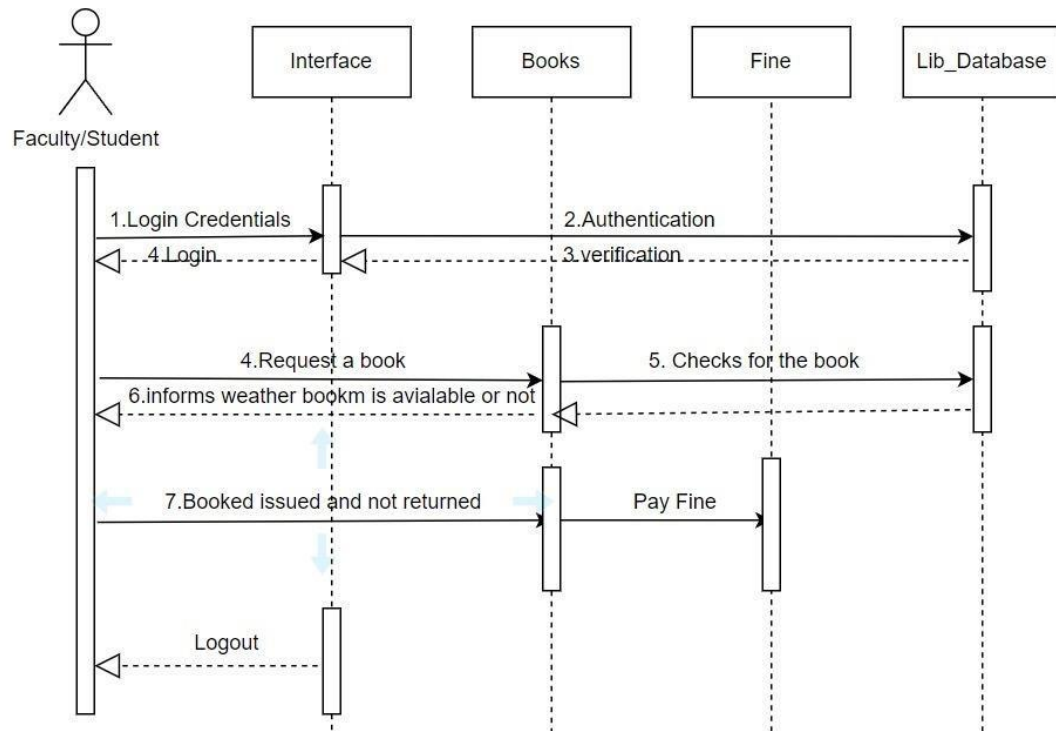 Interface
Books
Fine
Lib_Database
Faculty/Student
1.Login Credentials
2.Authentication
4.Login
3.verification
4.Request a book
5. Checks for the book
6.informs weather bookm is avialable or not
7.Booked issued and not returned
Pay Fine
Logout